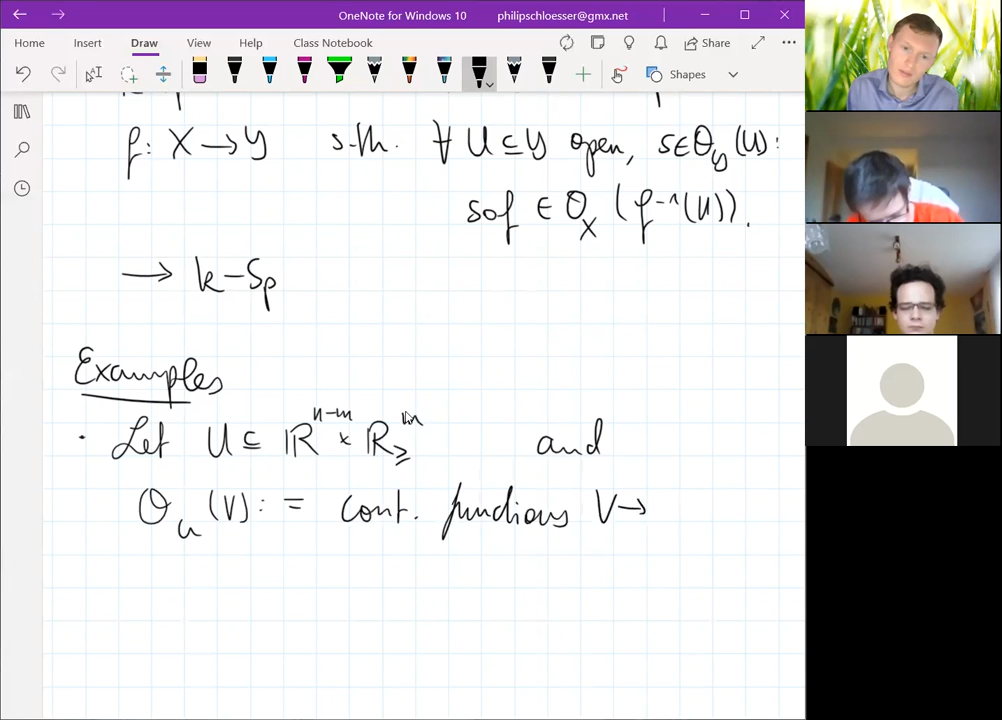 OneNote for Windows 10
philipschloesser@gmx.net
Home Insert Draw View Help Class Notebook Share
Shapes
f: X → Y s.th. ∀ U ⊆ Y open, s ∈ O_Y(U):
s∘f ∈ O_X (f^-1(U)).
→ k-Sp
Examples
· Let U ⊆ ℝ^{n-m} × ℝ_≥^m and
O_U(V) := cont. functions V →